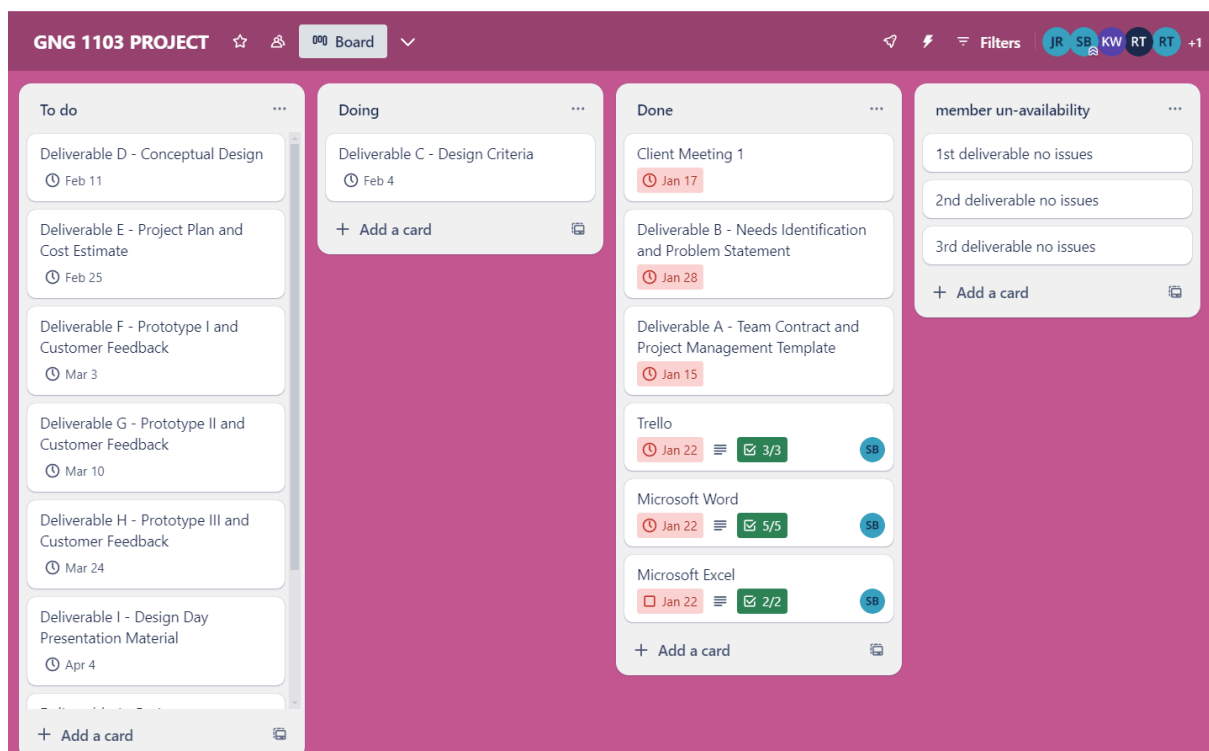 GNG 1103 PROJECT
Board
Filters
JR
SB
KW
RT
RT
+1
To do
Deliverable D - Conceptual Design
Feb 11
Deliverable E - Project Plan and
Cost Estimate
Feb 25
Deliverable F - Prototype I and
Customer Feedback
Mar 3
Deliverable G - Prototype II and
Customer Feedback
Mar 10
Deliverable H - Prototype III and
Customer Feedback
Mar 24
Deliverable I - Design Day
Presentation Material
Apr 4
+ Add a card
Doing
Deliverable C - Design Criteria
Feb 4
+ Add a card
Done
Client Meeting 1
Jan 17
Deliverable B - Needs Identification
and Problem Statement
Jan 28
Deliverable A - Team Contract and
Project Management Template
Jan 15
Trello
Jan 22 3/3 SB
Microsoft Word
Jan 22 5/5 SB
Microsoft Excel
Jan 22 2/2 SB
+ Add a card
member un-availability
1st deliverable no issues
2nd deliverable no issues
3rd deliverable no issues
+ Add a card